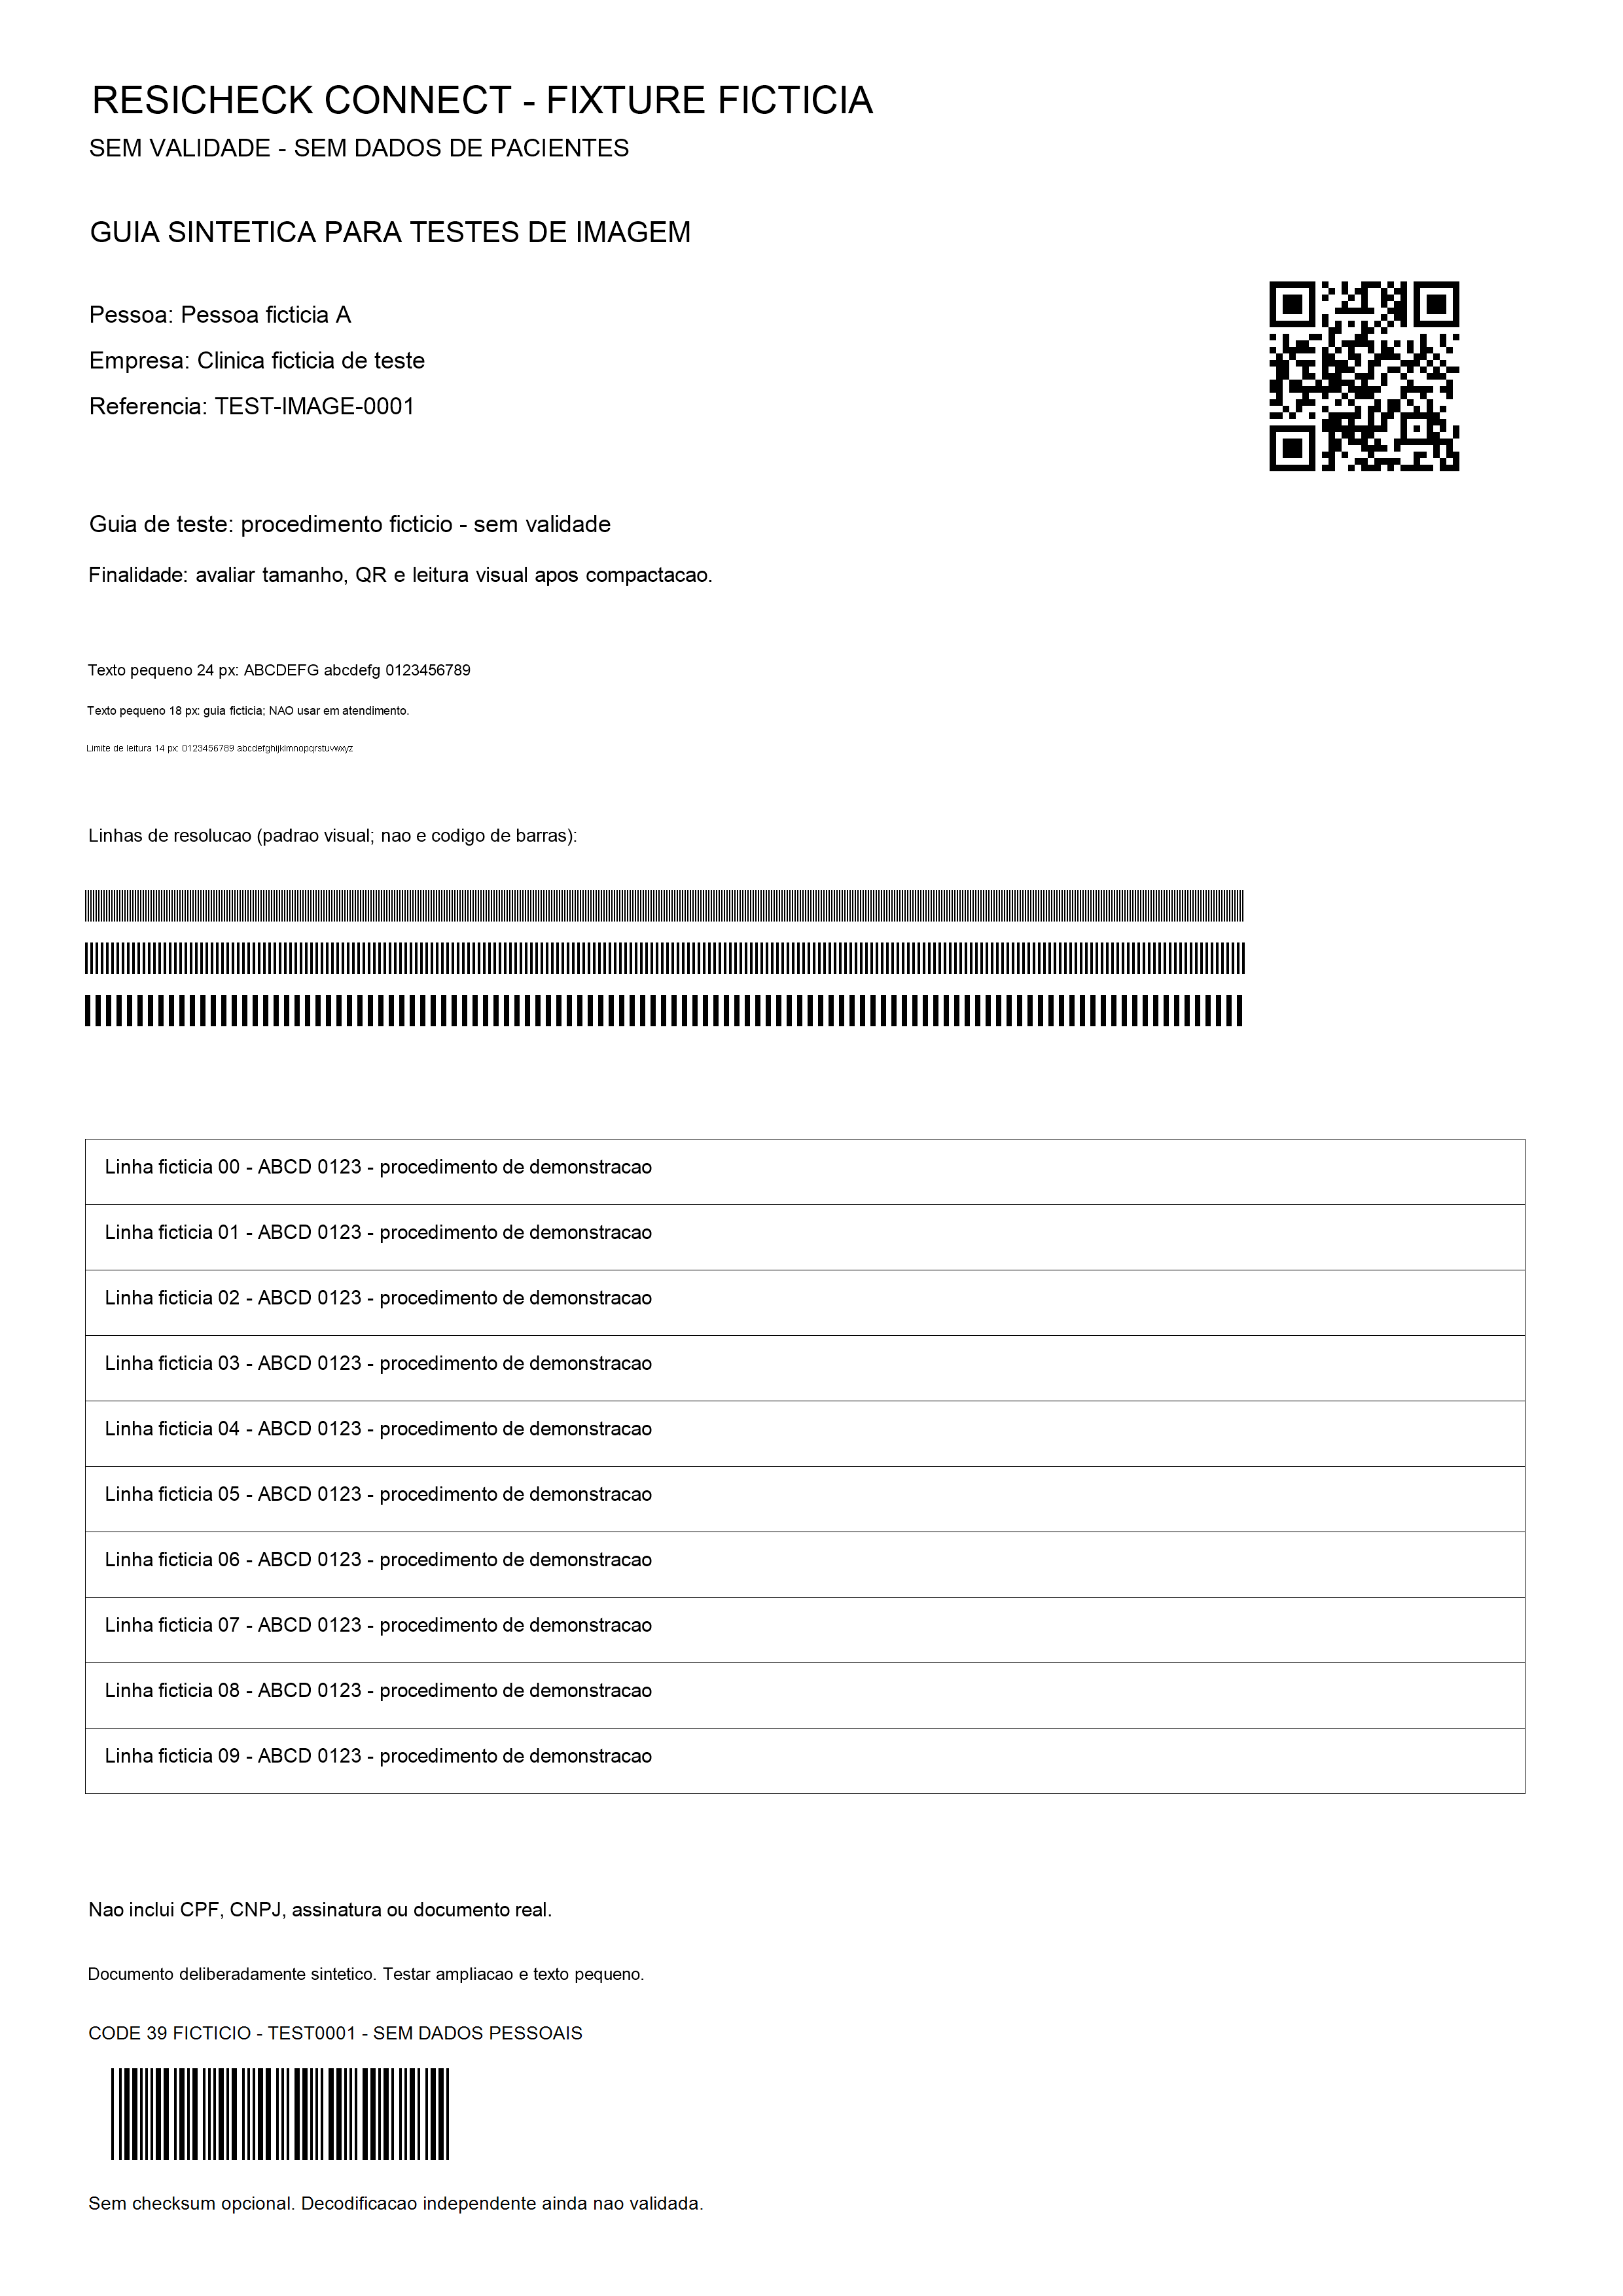 RESICHECK CONNECT - FIXTURE FICTICIA
SEM VALIDADE - SEM DADOS DE PACIENTES
GUIA SINTETICA PARA TESTES DE IMAGEM
Pessoa: Pessoa ficticia A
Empresa: Clinica ficticia de teste
Referencia: TEST-IMAGE-0001
Guia de teste: procedimento ficticio - sem validade
Finalidade: avaliar tamanho, QR e leitura visual apos compactacao.
Texto pequeno 24 px: ABCDEFG abcdefg 0123456789
Texto pequeno 18 px: guia ficticia; NAO usar em atendimento.
Limite de leitura 14 px: 0123456789 abcdefghijklmnopqrstuvwxyz
Linhas de resolucao (padrao visual; nao e codigo de barras):
Linha ficticia 00 - ABCD 0123 - procedimento de demonstracao
Linha ficticia 01 - ABCD 0123 - procedimento de demonstracao
Linha ficticia 02 - ABCD 0123 - procedimento de demonstracao
Linha ficticia 03 - ABCD 0123 - procedimento de demonstracao
Linha ficticia 04 - ABCD 0123 - procedimento de demonstracao
Linha ficticia 05 - ABCD 0123 - procedimento de demonstracao
Linha ficticia 06 - ABCD 0123 - procedimento de demonstracao
Linha ficticia 07 - ABCD 0123 - procedimento de demonstracao
Linha ficticia 08 - ABCD 0123 - procedimento de demonstracao
Linha ficticia 09 - ABCD 0123 - procedimento de demonstracao
Nao inclui CPF, CNPJ, assinatura ou documento real.
Documento deliberadamente sintetico. Testar ampliacao e texto pequeno.
CODE 39 FICTICIO - TEST0001 - SEM DADOS PESSOAIS
Sem checksum opcional. Decodificacao independente ainda nao validada.